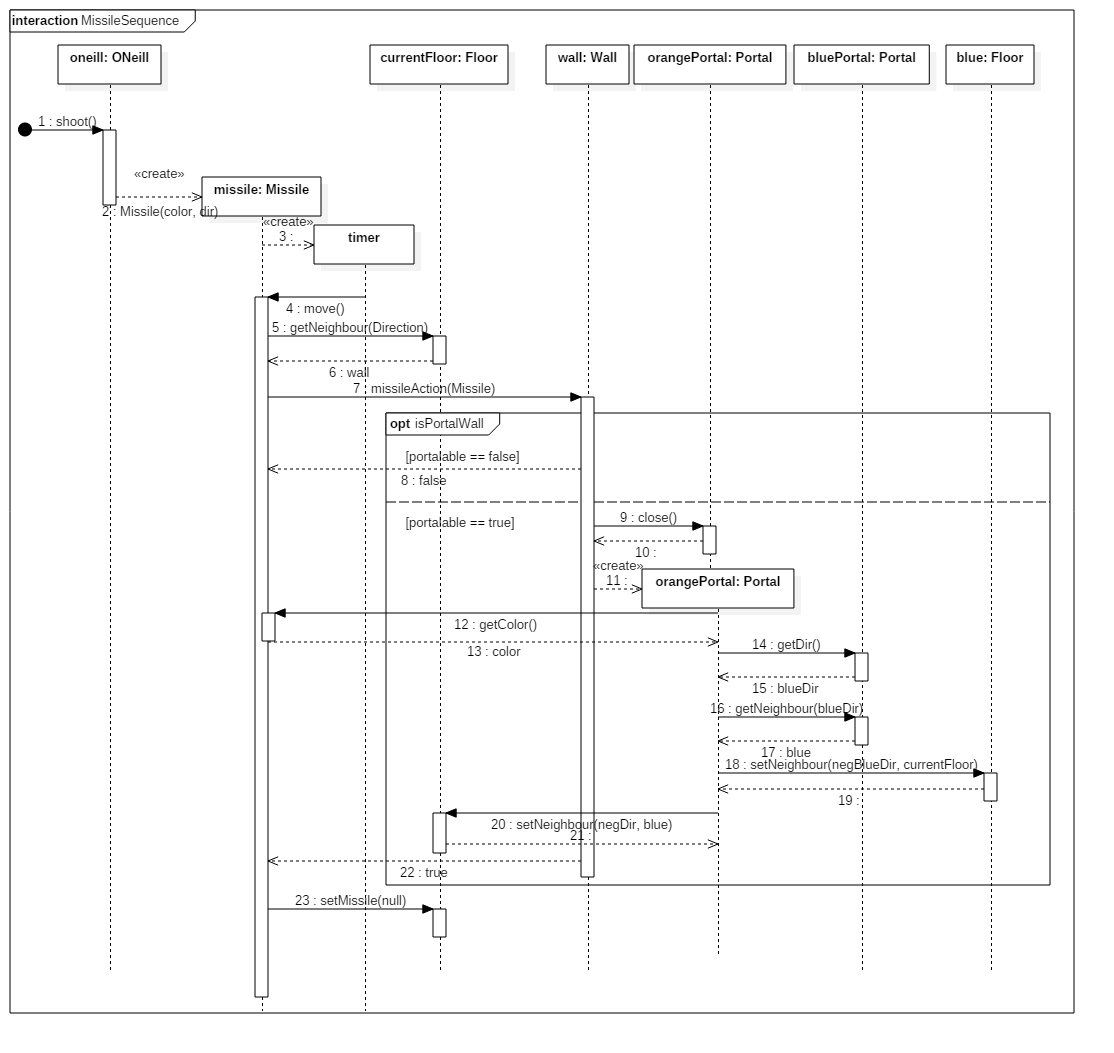 interaction MissileSequence
oneill: ONeill
currentFloor: Floor
wall: Wall
orangePortal: Portal
bluePortal: Portal
blue: Floor
1 : shoot()
«create»
missile: Missile
2 : Missile(color, dir)
«create»
3 :
timer
4 : move()
5 : getNeighbour(Direction)
6 : wall
7 : missileAction(Missile)
opt isPortalWall
[portalable == false]
8 : false
[portalable == true]
9 : close()
10 :
«create»
11 :
orangePortal: Portal
12 : getColor()
13 : color
14 : getDir()
15 : blueDir
16 : getNeighbour(blueDir)
17 : blue
18 : setNeighbour(negBlueDir, currentFloor)
19 :
20 : setNeighbour(negDir, blue)
21 :
22 : true
23 : setMissile(null)